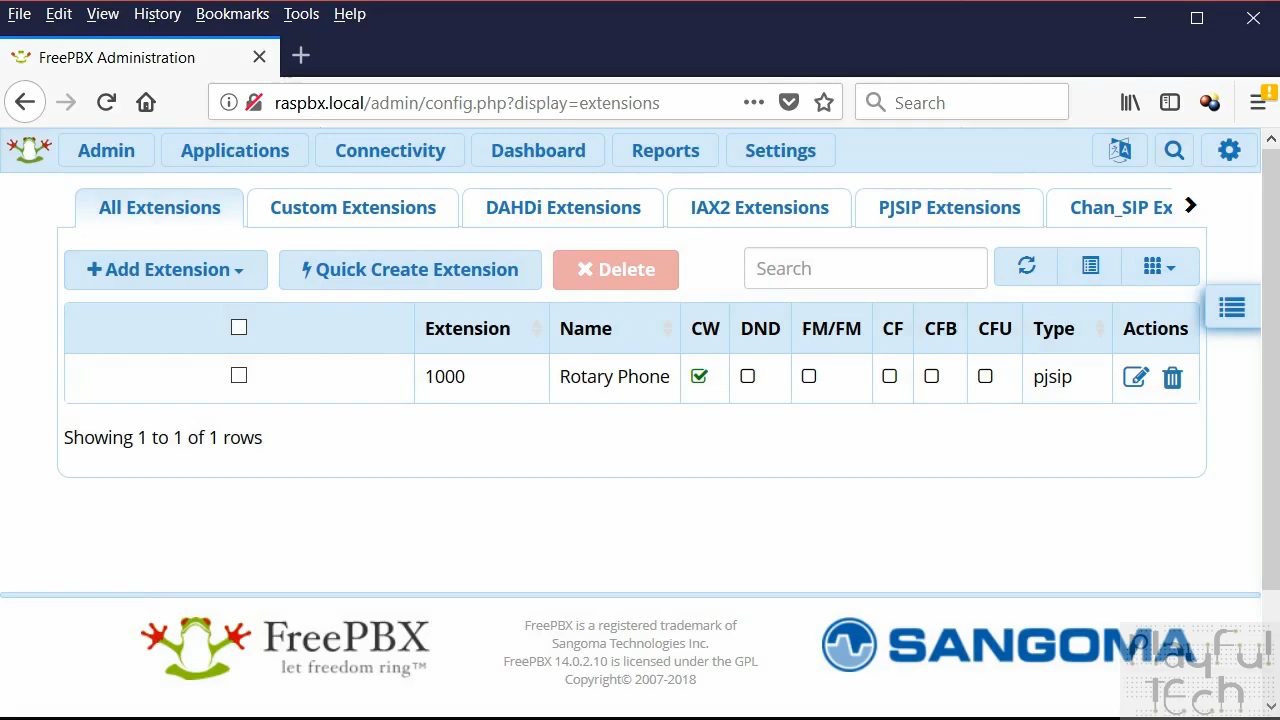 File Edit View History Bookmarks Tools Help
FreePBX Administration
raspbx.local/admin/config.php?display=extensions
Search
Admin Applications Connectivity Dashboard Reports Settings
All Extensions Custom Extensions DAHDi Extensions IAX2 Extensions PJSIP Extensions Chan_SIP Ex
Add Extension Quick Create Extension Delete Search
Extension Name CW DND FM/FM CF CFB CFU Type Actions
1000 Rotary Phone pjsip
Showing 1 to 1 of 1 rows
FreePBX
let freedom ring™
FreePBX is a registered trademark of
Sangoma Technologies Inc.
FreePBX 14.0.2.10 is licensed under the GPL
Copyright© 2007-2018
SANGOMA
Playful
Tech